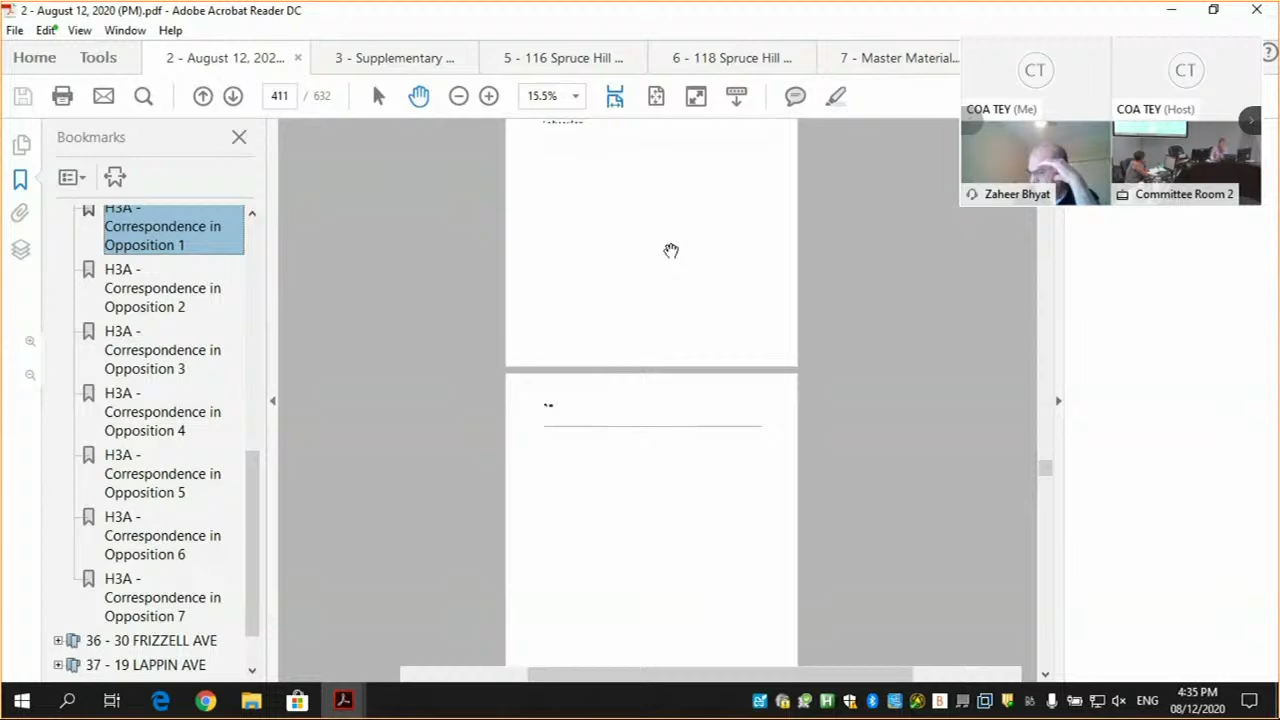 2 - August 12, 2020 (PM).pdf - Adobe Acrobat Reader DC
File Edit View Window Help
Home Tools 2 - August 12, 202... × 3 - Supplementary ... 5 - 116 Spruce Hill ... 6 - 118 Spruce Hill ... 7 - Master Material...
411 / 632 15.5%
CT CT
COA TEY (Me) COA TEY (Host)
Zaheer Bhyat Committee Room 2
Bookmarks
H3A -
Correspondence in
Opposition 1
H3A -
Correspondence in
Opposition 2
H3A -
Correspondence in
Opposition 3
H3A -
Correspondence in
Opposition 4
H3A -
Correspondence in
Opposition 5
H3A -
Correspondence in
Opposition 6
H3A -
Correspondence in
Opposition 7
36 - 30 FRIZZELL AVE
37 - 19 LAPPIN AVE
ENG
4:35 PM
08/12/2020